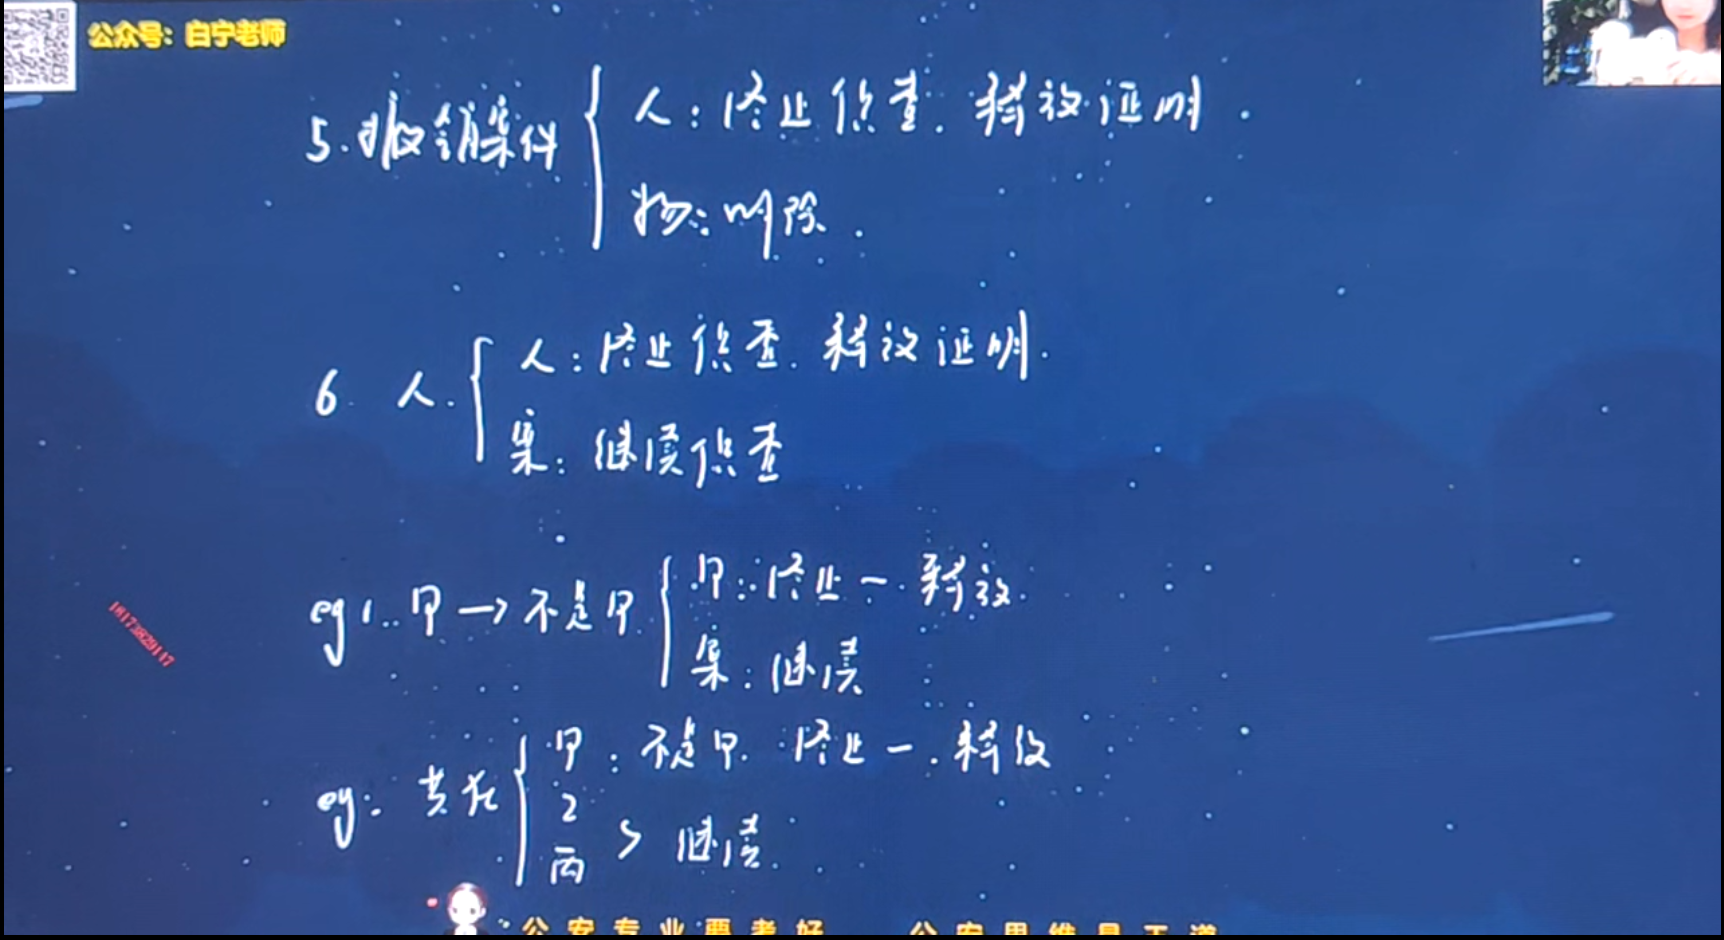 公众号：白宁老师
5.撤销案件
人：终止侦查.释放证明.
物：解除.
6.人.
人：终止侦查.释放证明.
案：继续侦查
eg1..甲→不是甲.
甲：终止一.释放.
案：继续
eg：共犯
甲：不是甲.终止一.释放
乙
丙
>继续.
18173829147
公安专业要考好 公安思维是王道